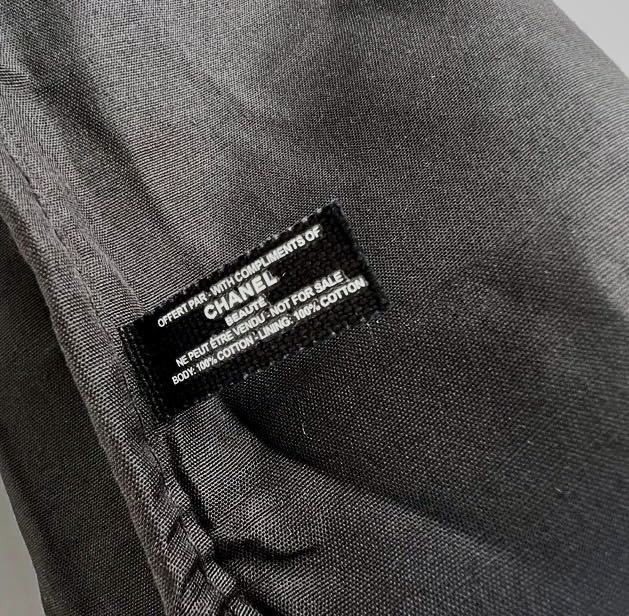 OFFERT PAR - WITH COMPLIMENTS OF
CHANEL
BEAUTÉ
NE PEUT ÊTRE VENDU - NOT FOR SALE
BODY: 100% COTTON - LINING: 100% COTTON